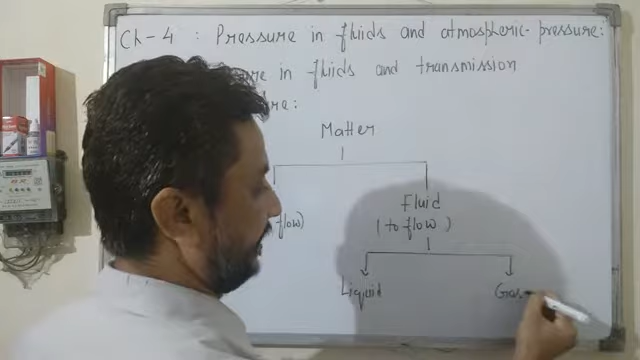 Ch-4 : Pressure in fluids and atmospheric-pressure:
in fluids and transmission
Matter
Fluid
flow)
( to flow )
Liquid
Gas